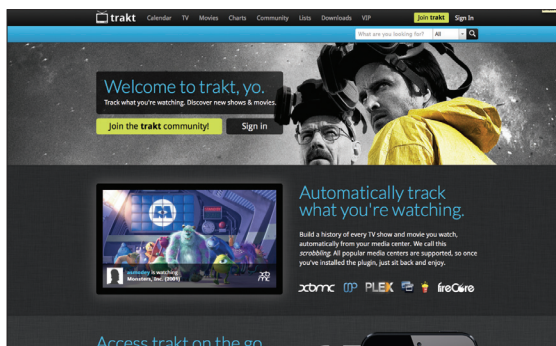 trakt Calendar TV Movies Charts Community Lists Downloads VIP Join trakt Sign In
What are you looking for? All
Welcome to trakt, yo.
Track what you're watching. Discover new shows & movies.
Join the trakt community! Sign in
Automatically track
what you're watching.
Build a history of every TV show and movie you watch,
automatically from your media center. We call this
scrobbling. All popular media centers are supported, so once
you've installed the plugin, just sit back and enjoy.
is watching
Monsters, Inc. (2001)
xbmc
xbmc PLEX fireCore
Access trakt on the go